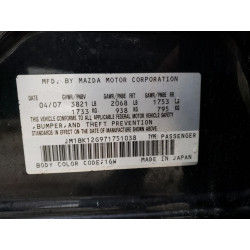 MFD. BY MAZDA MOTOR CORPORATION
GVWR/PNBV GAWR/PNBE GAWR/PNBE
04/07 3821 LB 2068 LB 1753 LB
1733 KG 938 KG 795 KG
THIS VEHICLE CONFORMS TO ALL APPLICABLE FEDERAL MOTOR VEHICLE SAFETY,
BUMPER, AND THEFT PREVENTION
STANDARDS IN EFFECT ON THE DATE OF MANUFACTURE SHOWN ABOVE.
JM1BK12G971751038 TYPE: PASSENGER
BODY COLOR CODE: 16W MADE IN JAPAN